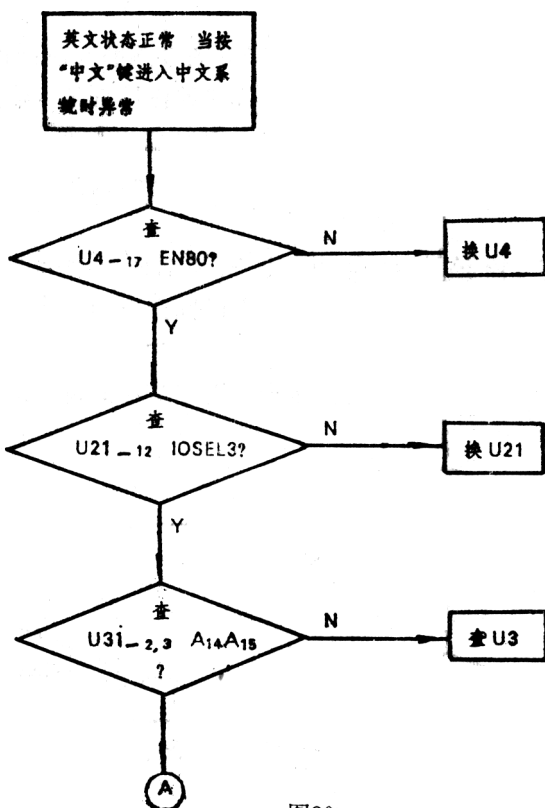 英文状态正常 当按
“中文”键进入中文系
统时异常
查
U4-17 EN80?
N
换U4
Y
查
U21-12 IOSEL3?
N
换U21
Y
查
U31-2,3 A14A15
?
N
查U3
A